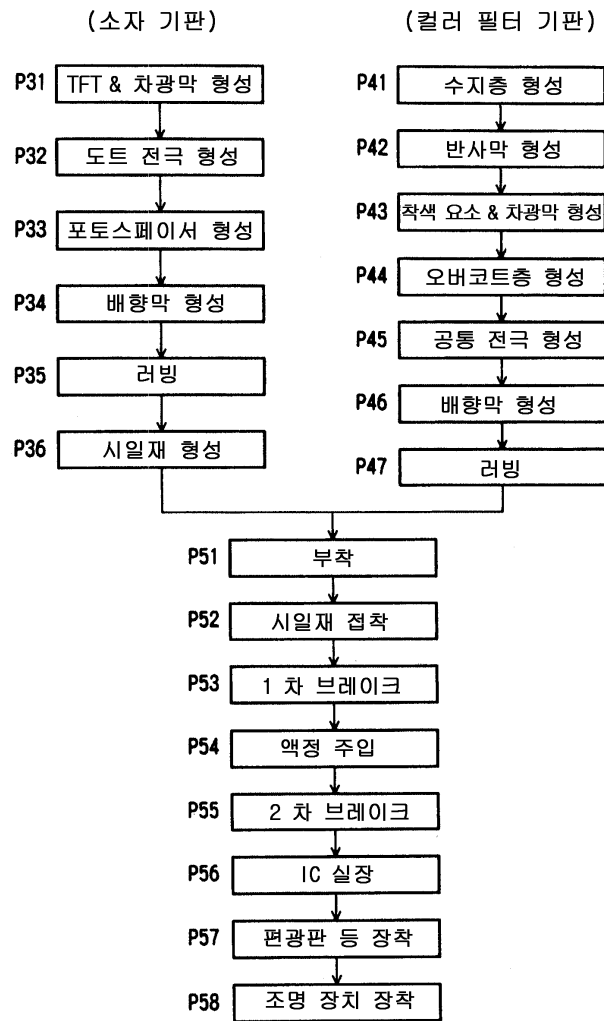 (소자 기판)
P31 TFT & 차광막 형성
P32 도트 전극 형성
P33 포토스페이서 형성
P34 배향막 형성
P35 러빙
P36 시일재 형성
(컬러 필터 기판)
P41 수지층 형성
P42 반사막 형성
P43 착색 요소 & 차광막 형성
P44 오버코트층 형성
P45 공통 전극 형성
P46 배향막 형성
P47 러빙
P51 부착
P52 시일재 접착
P53 1 차 브레이크
P54 액정 주입
P55 2 차 브레이크
P56 IC 실장
P57 편광판 등 장착
P58 조명 장치 장착